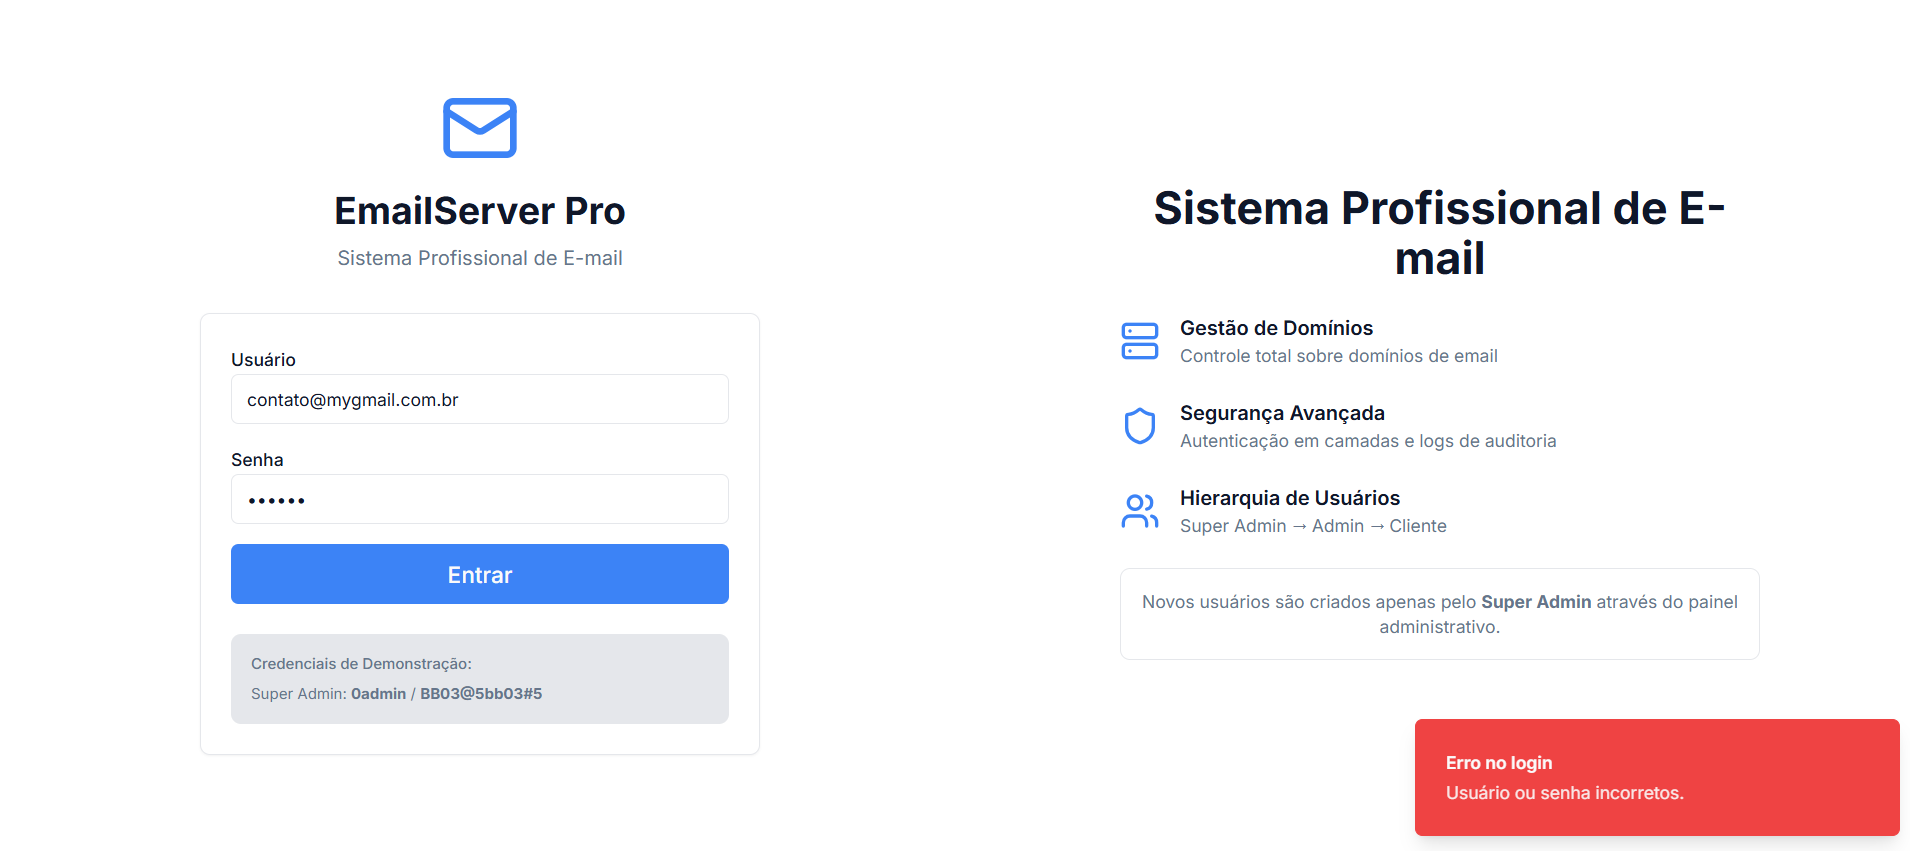 EmailServer Pro
Sistema Profissional de E-mail
Usuário
contato@mygmail.com.br
Senha
••••••
Entrar
Credenciais de Demonstração:
Super Admin: 0admin / BB03@5bb03#5
Sistema Profissional de E-
mail
Gestão de Domínios
Controle total sobre domínios de email
Segurança Avançada
Autenticação em camadas e logs de auditoria
Hierarquia de Usuários
Super Admin → Admin → Cliente
Novos usuários são criados apenas pelo Super Admin através do painel
administrativo.
Erro no login
Usuário ou senha incorretos.